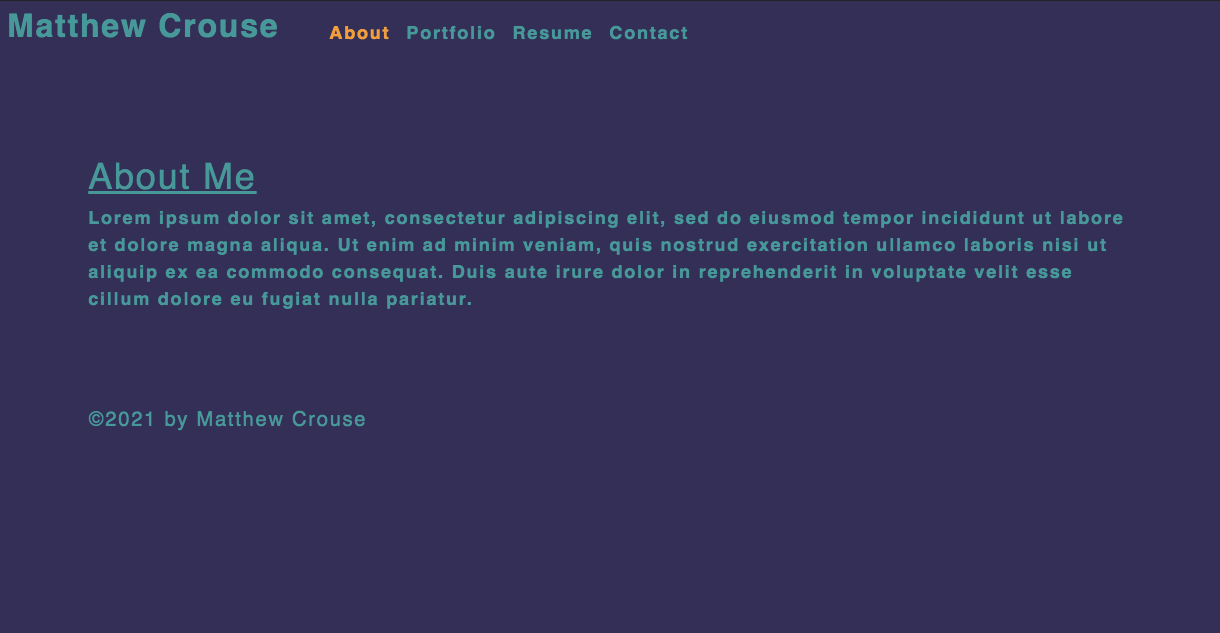 Matthew Crouse
About Portfolio Resume Contact
About Me
Lorem ipsum dolor sit amet, consectetur adipiscing elit, sed do eiusmod tempor incididunt ut labore
et dolore magna aliqua. Ut enim ad minim veniam, quis nostrud exercitation ullamco laboris nisi ut
aliquip ex ea commodo consequat. Duis aute irure dolor in reprehenderit in voluptate velit esse
cillum dolore eu fugiat nulla pariatur.
©2021 by Matthew Crouse